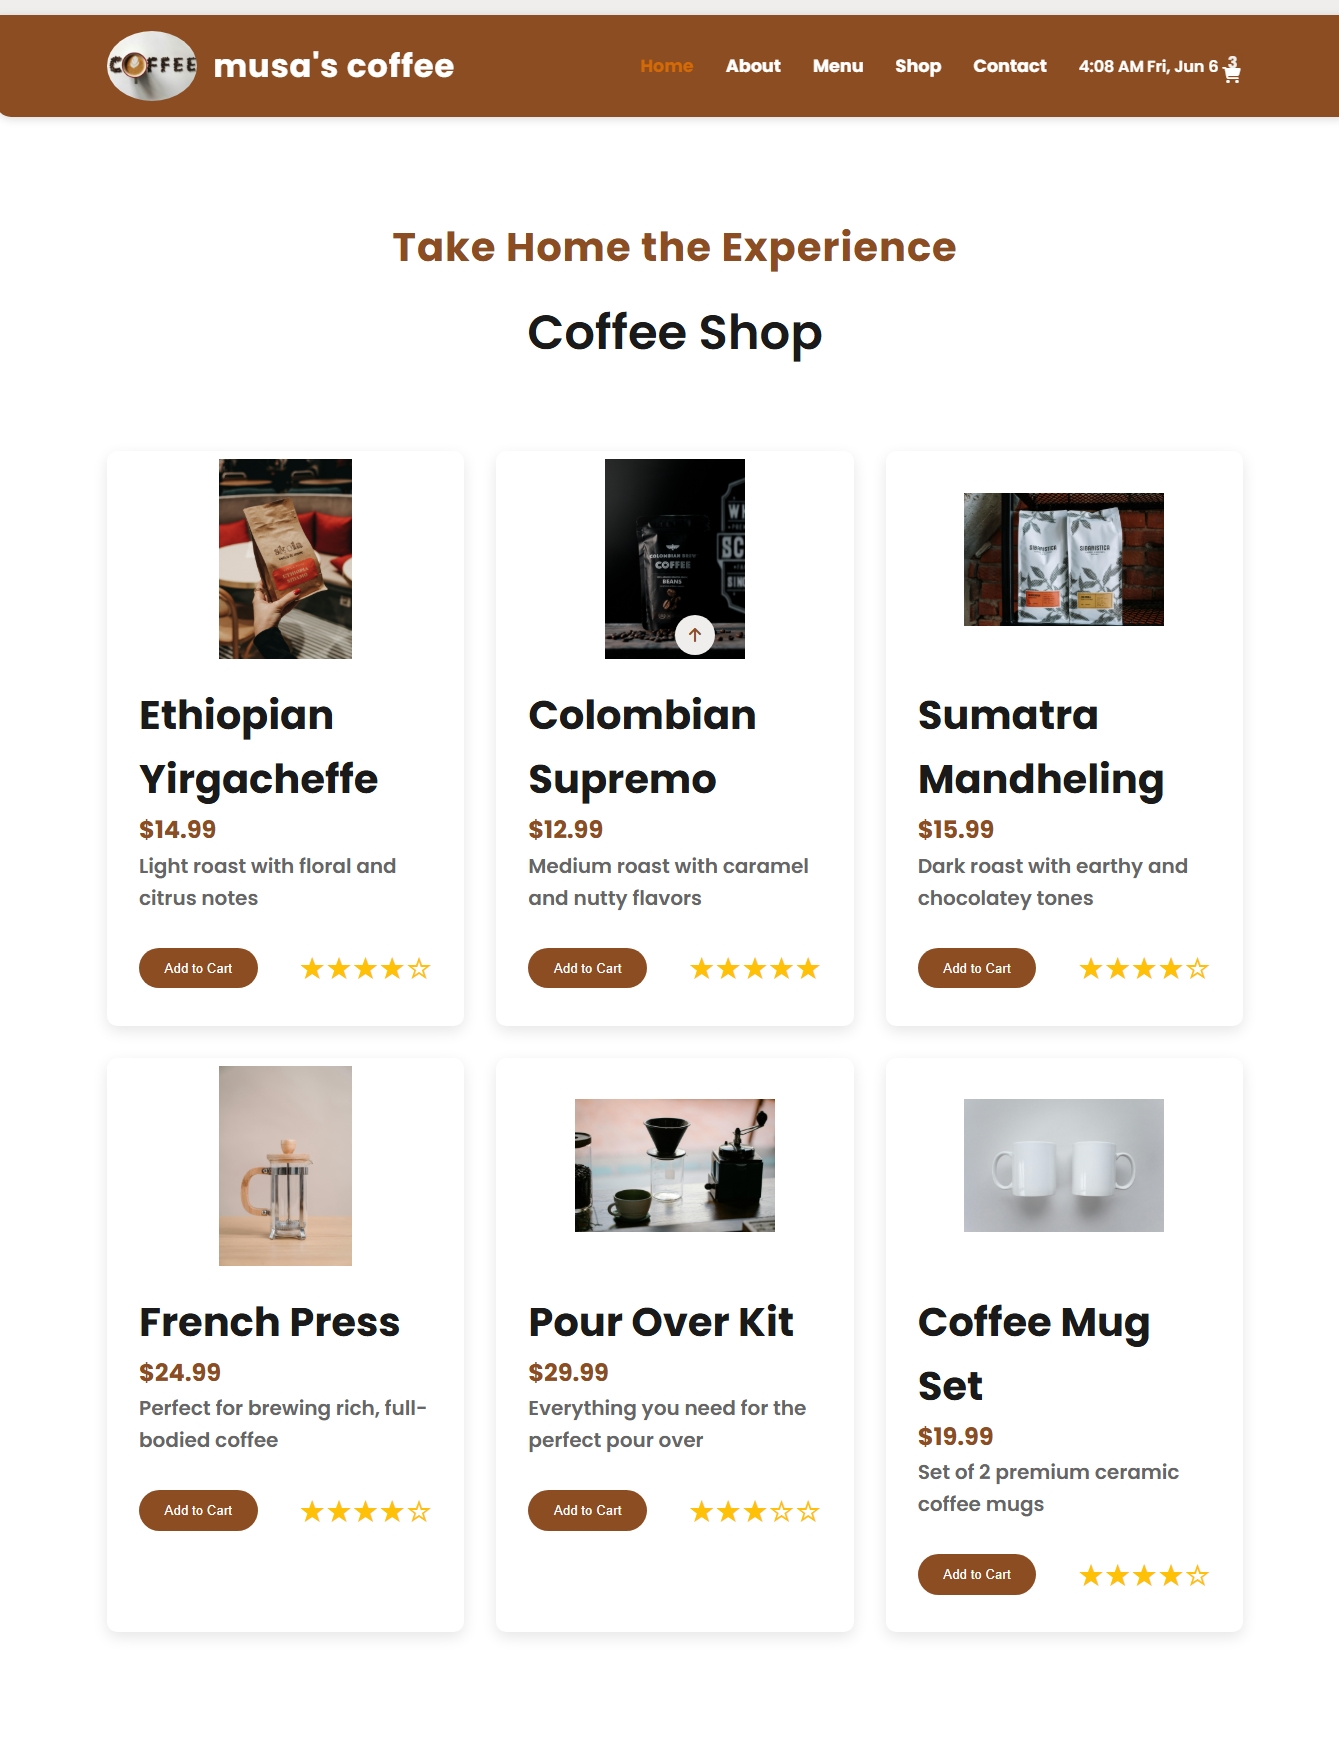 COFFEE
musa's coffee
Home About Menu Shop Contact 4:08 AM Fri, Jun 6 3
Take Home the Experience
Coffee Shop
COLOMBIAN BREW
COFFEE
BEANS
SIBARISTICA SIBARISTICA
Ethiopian
Yirgacheffe
$14.99
Light roast with floral and
citrus notes
Add to Cart
Colombian
Supremo
$12.99
Medium roast with caramel
and nutty flavors
Add to Cart
Sumatra
Mandheling
$15.99
Dark roast with earthy and
chocolatey tones
Add to Cart
French Press
$24.99
Perfect for brewing rich, full-
bodied coffee
Add to Cart
Pour Over Kit
$29.99
Everything you need for the
perfect pour over
Add to Cart
Coffee Mug
Set
$19.99
Set of 2 premium ceramic
coffee mugs
Add to Cart